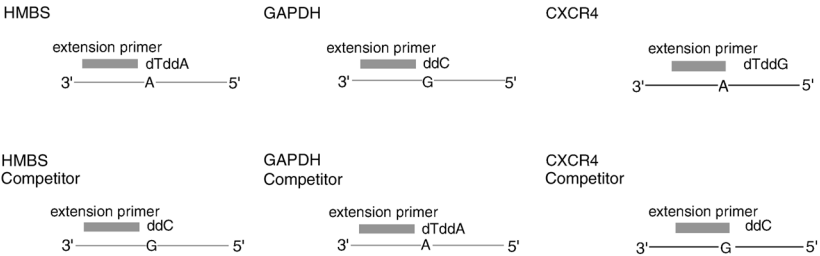 HMBS
extension primer
dTddA
3' A 5'
GAPDH
extension primer
ddC
3' G 5'
CXCR4
extension primer
dTddG
3' A 5'
HMBS
Competitor
extension primer
ddC
3' G 5'
GAPDH
Competitor
extension primer
dTddA
3' A 5'
CXCR4
Competitor
extension primer
ddC
3' G 5'